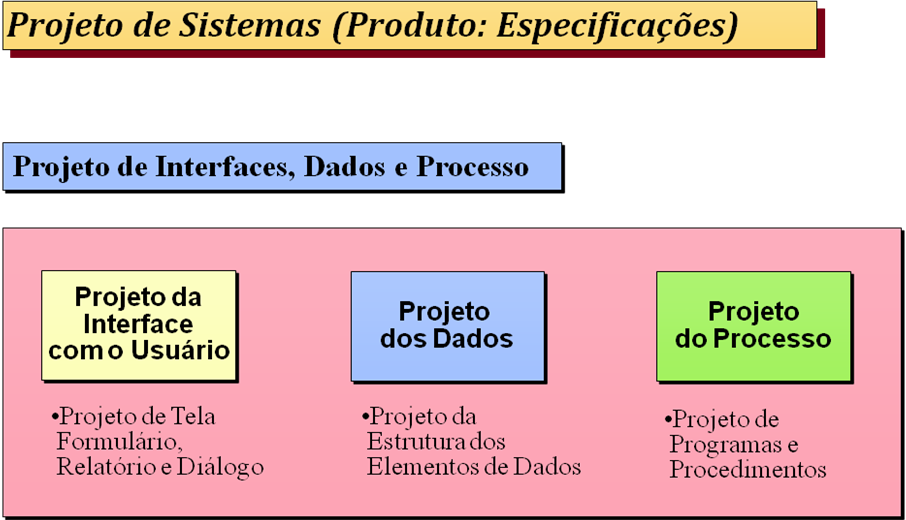 Projeto de Sistemas (Produto: Especificações)
Projeto de Interfaces, Dados e Processo
Projeto da
Interface
com o Usuário
•Projeto de Tela
Formulário,
Relatório e Diálogo
Projeto
dos Dados
•Projeto da
Estrutura dos
Elementos de Dados
Projeto
do Processo
•Projeto de
Programas e
Procedimentos